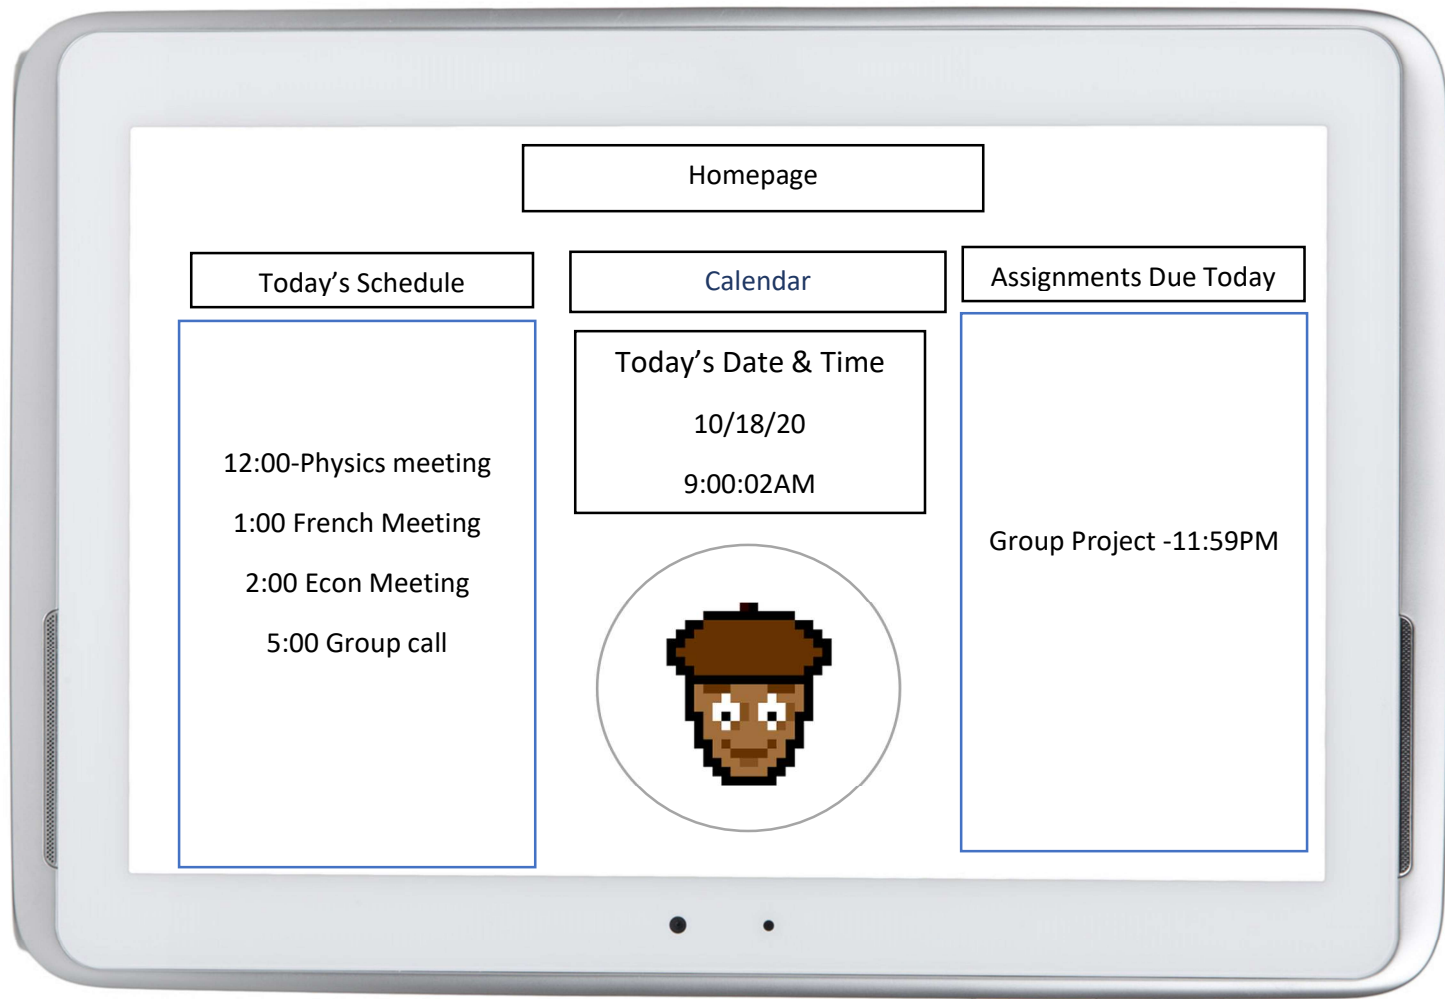 Homepage
Today’s Schedule
12:00-Physics meeting
1:00 French Meeting
2:00 Econ Meeting
5:00 Group call
Calendar
Today’s Date & Time
10/18/20
9:00:02AM
Assignments Due Today
Group Project -11:59PM